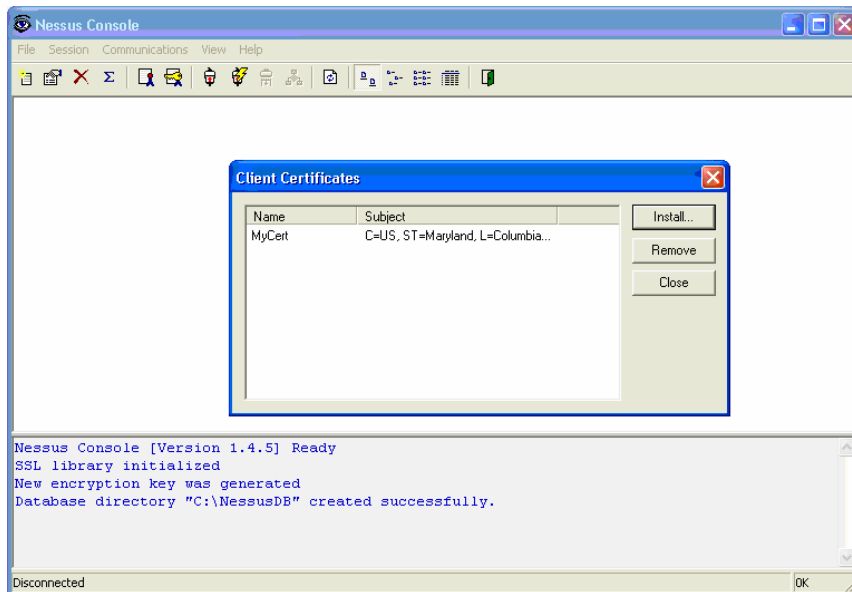 Nessus Console
File Session Communications View Help
Client Certificates
Name Subject
MyCert C=US, ST=Maryland, L=Columbia...
Install...
Remove
Close
Nessus Console [Version 1.4.5] Ready
SSL library initialized
New encryption key was generated
Database directory "C:\NessusDB" created successfully.
Disconnected OK